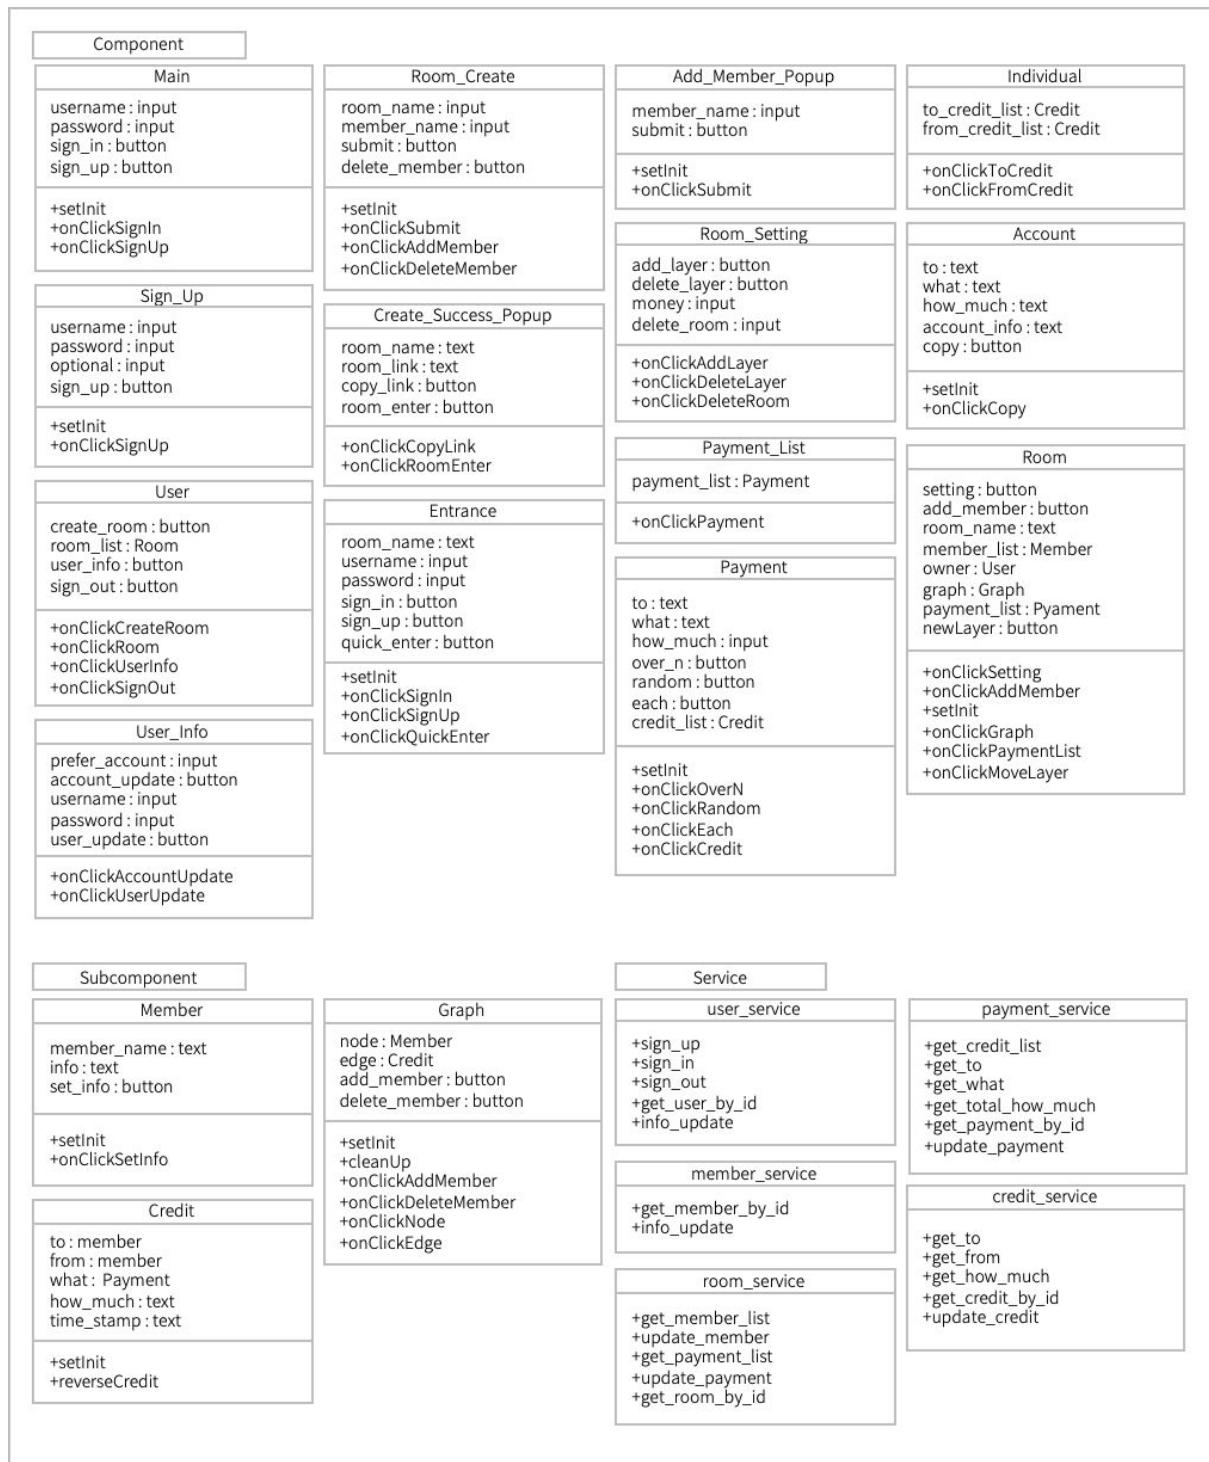 Component
Main
username : input
password : input
sign_in : button
sign_up : button
+setInit
+onClickSignIn
+onClickSignUp
Sign_Up
username : input
password : input
optional : input
sign_up : button
+setInit
+onClickSignUp
User
create_room : button
room_list : Room
user_info : button
sign_out : button
+onClickCreateRoom
+onClickRoom
+onClickUserInfo
+onClickSignOut
User_Info
prefer_account : input
account_update : button
username : input
password : input
user_update : button
+onClickAccountUpdate
+onClickUserUpdate
Room_Create
room_name : input
member_name : input
submit : button
delete_member : button
+setInit
+onClickSubmit
+onClickAddMember
+onClickDeleteMember
Create_Success_Popup
room_name : text
room_link : text
copy_link : button
room_enter : button
+onClickCopyLink
+onClickRoomEnter
Entrance
room_name : text
username : input
password : input
sign_in : button
sign_up : button
quick_enter : button
+setInit
+onClickSignIn
+onClickSignUp
+onClickQuickEnter
Add_Member_Popup
member_name : input
submit : button
+setInit
+onClickSubmit
Room_Setting
add_layer : button
delete_layer : button
money : input
delete_room : input
+onClickAddLayer
+onClickDeleteLayer
+onClickDeleteRoom
Payment_List
payment_list : Payment
+onClickPayment
Payment
to : text
what : text
how_much : input
over_n : button
random : button
each : button
credit_list : Credit
+setInit
+onClickOverN
+onClickRandom
+onClickEach
+onClickCredit
Individual
to_credit_list : Credit
from_credit_list : Credit
+onClickToCredit
+onClickFromCredit
Account
to : text
what : text
how_much : text
account_info : text
copy : button
+setInit
+onClickCopy
Room
setting : button
add_member : button
room_name : text
member_list : Member
owner : User
graph : Graph
payment_list : Pyament
newLayer : button
+onClickSetting
+onClickAddMember
+setInit
+onClickGraph
+onClickPaymentList
+onClickMoveLayer
Subcomponent
Member
member_name : text
info : text
set_info : button
+setInit
+onClickSetInfo
Credit
to : member
from : member
what : Payment
how_much : text
time_stamp : text
+setInit
+reverseCredit
Graph
node : Member
edge : Credit
add_member : button
delete_member : button
+setInit
+cleanUp
+onClickAddMember
+onClickDeleteMember
+onClickNode
+onClickEdge
Service
user_service
+sign_up
+sign_in
+sign_out
+get_user_by_id
+info_update
member_service
+get_member_by_id
+info_update
room_service
+get_member_list
+update_member
+get_payment_list
+update_payment
+get_room_by_id
payment_service
+get_credit_list
+get_to
+get_what
+get_total_how_much
+get_payment_by_id
+update_payment
credit_service
+get_to
+get_from
+get_how_much
+get_credit_by_id
+update_credit